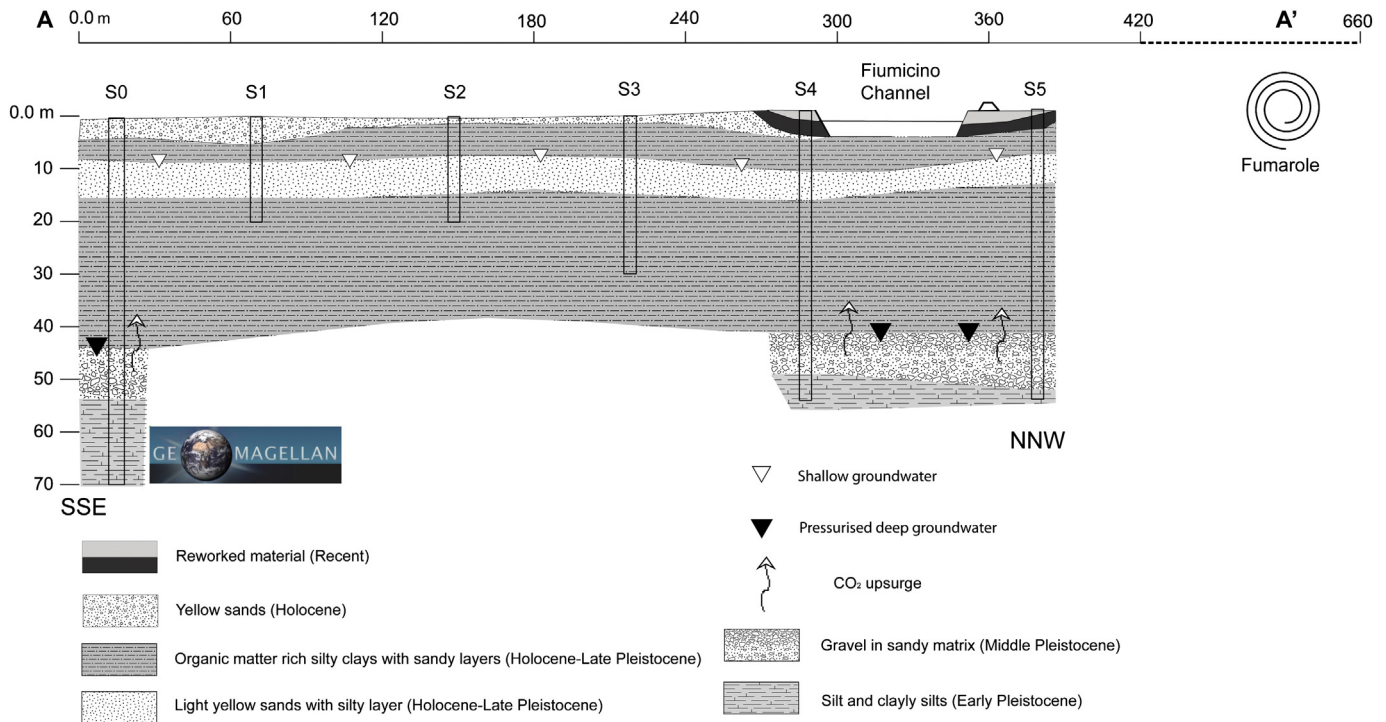 A 0.0 m 60 120 180 240 300 360 420 A' 660
Fiumicino
Channel
S0 S1 S2 S3 S4 S5
0.0 m
10
20
30
40
50
60
70
Fumarole
GE MAGELLAN
SSE
NNW
Shallow groundwater
Pressurised deep groundwater
CO₂ upsurge
Reworked material (Recent)
Yellow sands (Holocene)
Organic matter rich silty clays with sandy layers (Holocene-Late Pleistocene)
Light yellow sands with silty layer (Holocene-Late Pleistocene)
Gravel in sandy matrix (Middle Pleistocene)
Silt and clayly silts (Early Pleistocene)